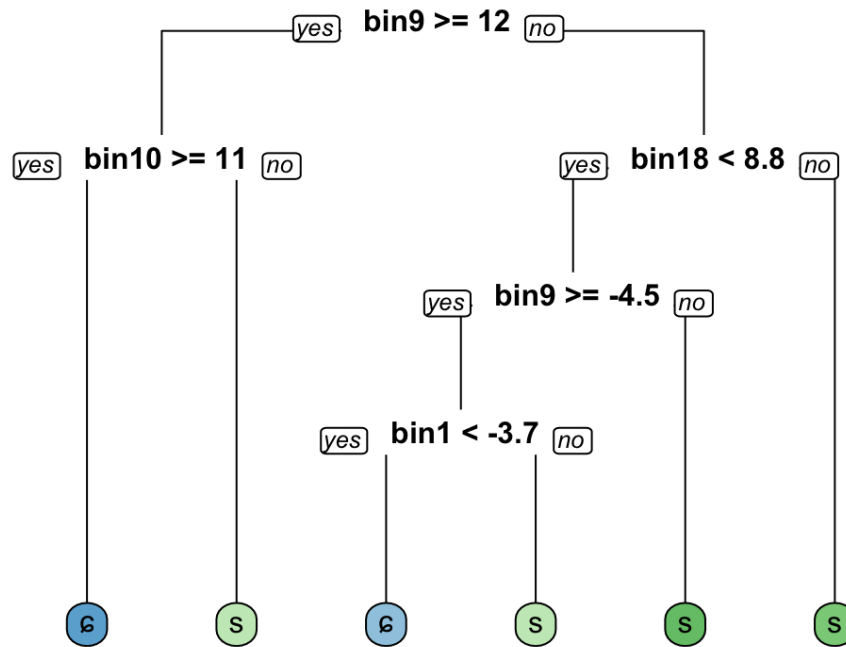 yes bin9 >= 12 no
yes bin10 >= 11 no yes bin18 < 8.8 no
yes bin9 >= -4.5 no
yes bin1 < -3.7 no
ɕ s ɕ s s s